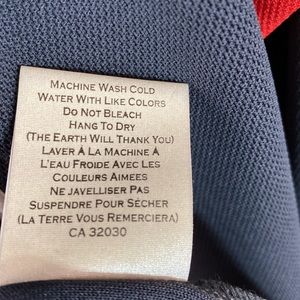 Machine Wash Cold
Water With Like Colors
Do Not Bleach
Hang To Dry
(The Earth Will Thank You)
Laver À La Machine À
L'eau Froide Avec Les
Couleurs Aimees
Ne Javelliser Pas
Suspendre Pour Sécher
(La Terre Vous Remerciera)
CA 32030